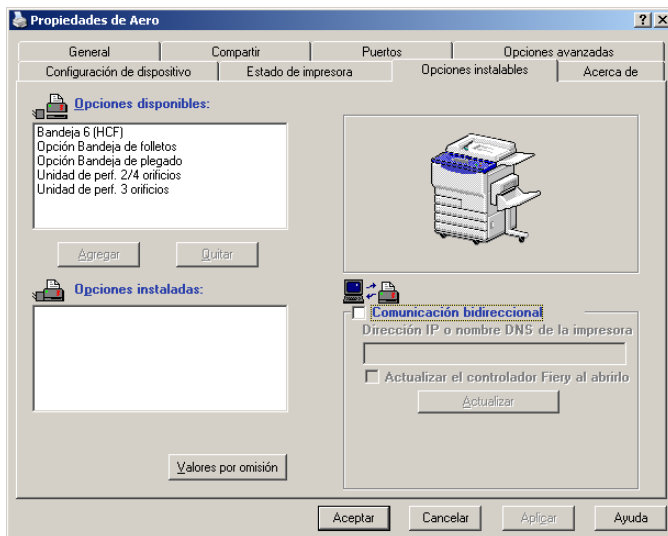 Propiedades de Aero
General
Compartir
Puertos
Opciones avanzadas
Configuración de dispositivo
Estado de impresora
Opciones instalables
Acerca de
Opciones disponibles:
Bandeja 6 (HCF)
Opción Bandeja de folletos
Opción Bandeja de plegado
Unidad de perf. 2/4 orificios
Unidad de perf. 3 orificios
Agregar
Quitar
Opciones instaladas:
Valores por omisión
Comunicación bidireccional
Dirección IP o nombre DNS de la impresora
Actualizar el controlador Fiery al abrirlo
Actualizar
Aceptar
Cancelar
Aplicar
Ayuda